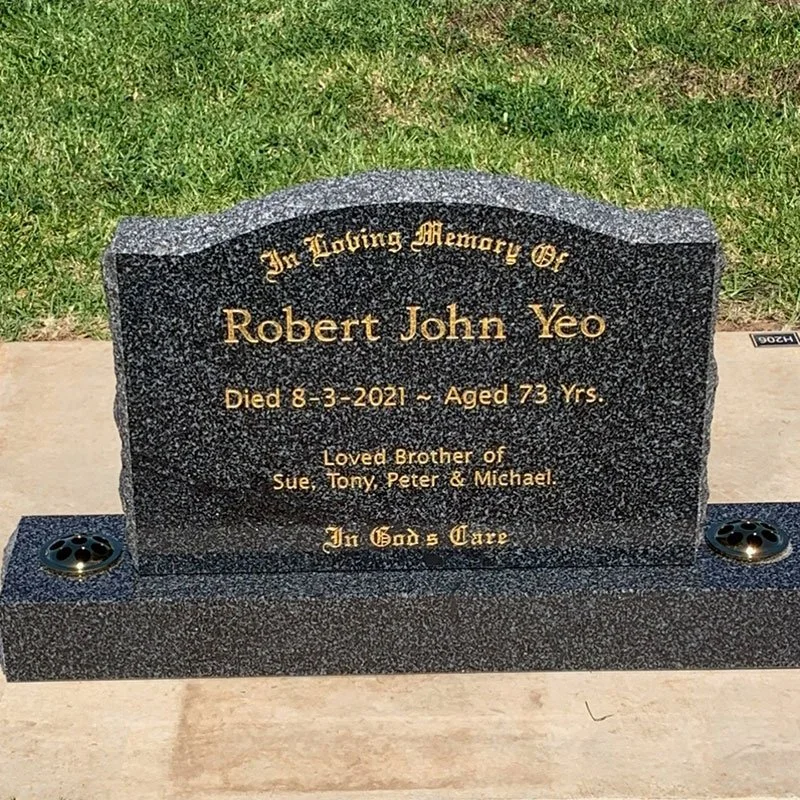 In Loving Memory Of
Robert John Yeo
Died 8-3-2021 ~ Aged 73 Yrs.
Loved Brother of
Sue, Tony, Peter & Michael.
In God s Care
H206